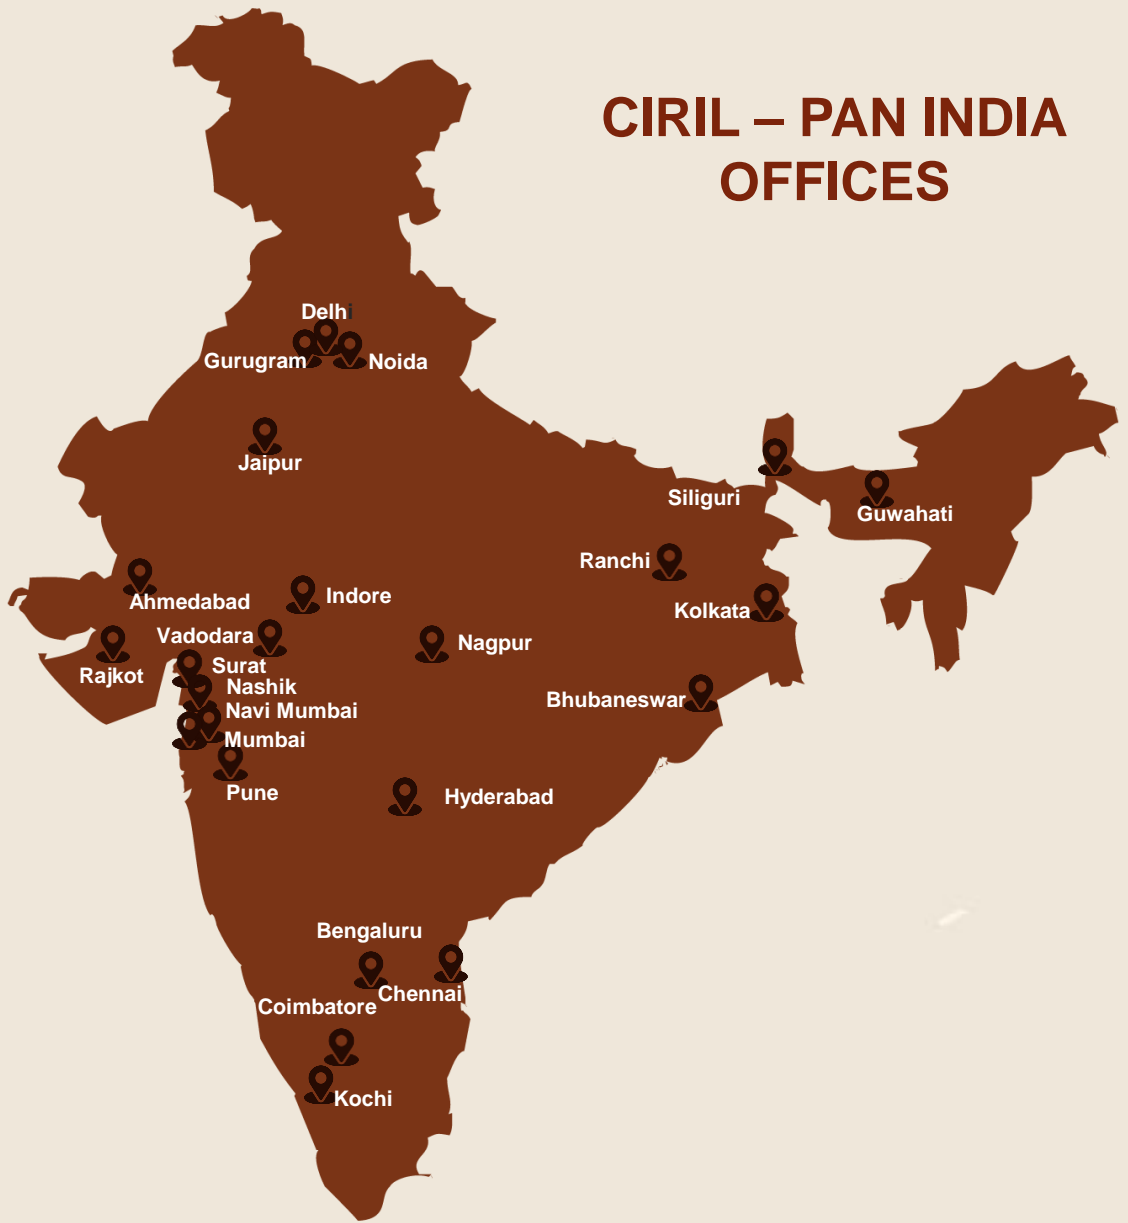 CIRIL – PAN INDIA
OFFICES
Delhi
Gurugram
Noida
Jaipur
Siliguri
Guwahati
Ranchi
Ahmedabad
Indore
Kolkata
Vadodara
Nagpur
Surat
Rajkot
Nashik
Bhubaneswar
Navi Mumbai
Mumbai
Pune
Hyderabad
Bengaluru
Chennai
Coimbatore
Kochi